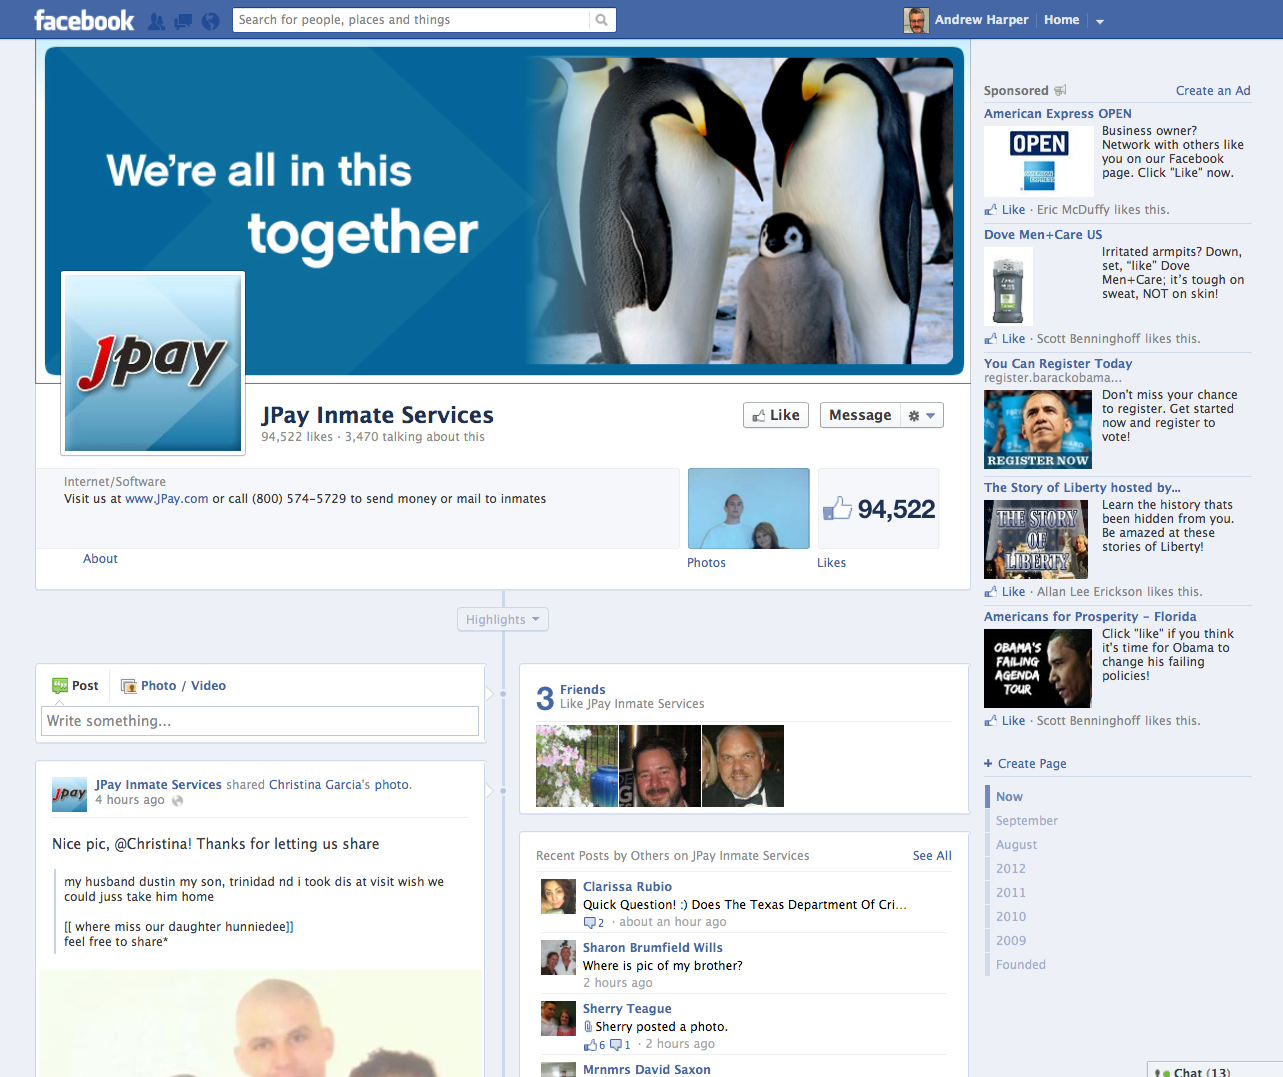 facebook
Search for people, places and things
Andrew Harper
Home
We're all in this
together
Jpay
JPay Inmate Services
94,522 likes · 3,470 talking about this
Like
Message
Internet/Software
Visit us at www.JPay.com or call (800) 574-5729 to send money or mail to inmates
About
Photos
94,522
Likes
Highlights
Post
Photo / Video
Write something...
JPay Inmate Services shared Christina Garcia's photo.
4 hours ago
Nice pic, @Christina! Thanks for letting us share
my husband dustin my son, trinidad nd i took dis at visit wish we
could juss take him home
[[ where miss our daughter hunniedee]]
feel free to share*
3
Friends
Like JPay Inmate Services
Recent Posts by Others on JPay Inmate Services
See All
Clarissa Rubio
Quick Question! :) Does The Texas Department Of Cri...
2 · about an hour ago
Sharon Brumfield Wills
Where is pic of my brother?
2 hours ago
Sherry Teague
Sherry posted a photo.
6 1 · 2 hours ago
Mrnmrs David Saxon
Sponsored
Create an Ad
American Express OPEN
OPEN
Business owner?
Network with others like
you on our Facebook
page. Click "Like" now.
Like · Eric McDuffy likes this.
Dove Men+Care US
Irritated armpits? Down,
set, “like” Dove
Men+Care; it’s tough on
sweat, NOT on skin!
Like · Scott Benninghoff likes this.
You Can Register Today
register.barackobama...
REGISTER NOW
Don't miss your chance
to register. Get started
now and register to
vote!
The Story of Liberty hosted by...
THE STORY
OF
LIBERTY
Learn the history thats
been hidden from you.
Be amazed at these
stories of Liberty!
Like · Allan Lee Erickson likes this.
Americans for Prosperity - Florida
OBAMA'S
FAILING
AGENDA
TOUR
Click "like" if you think
it's time for Obama to
change his failing
policies!
Like · Scott Benninghoff likes this.
+ Create Page
Now
September
August
2012
2011
2010
2009
Founded
Chat (13)